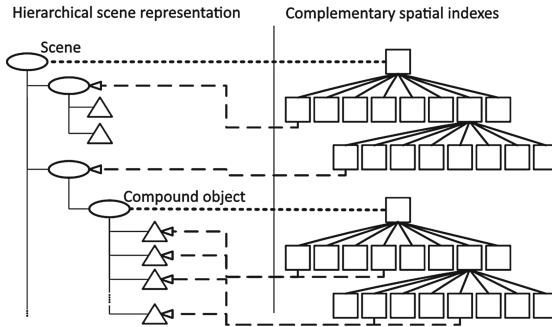 Hierarchical scene representation
Complementary spatial indexes
Scene
Compound object